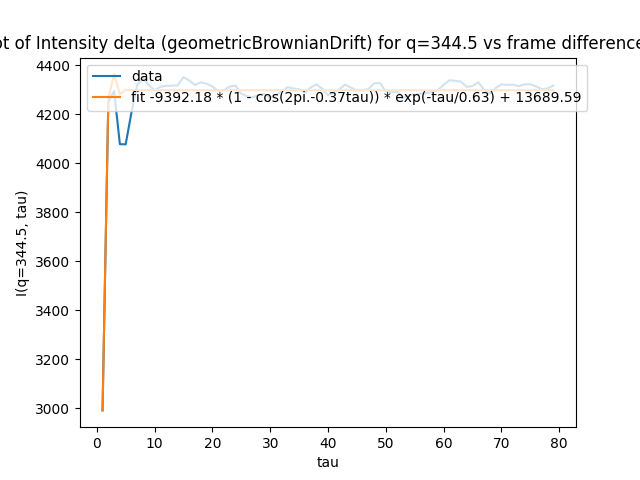 ot of Intensity delta (geometricBrownianDrift) for q=344.5 vs frame difference
4400
4200
4000
3800
3600
3400
3200
3000
I(q=344.5, tau)
data
fit -9392.18 * (1 - cos(2pi.-0.37tau)) * exp(-tau/0.63) + 13689.59
0 10 20 30 40 50 60 70 80
tau